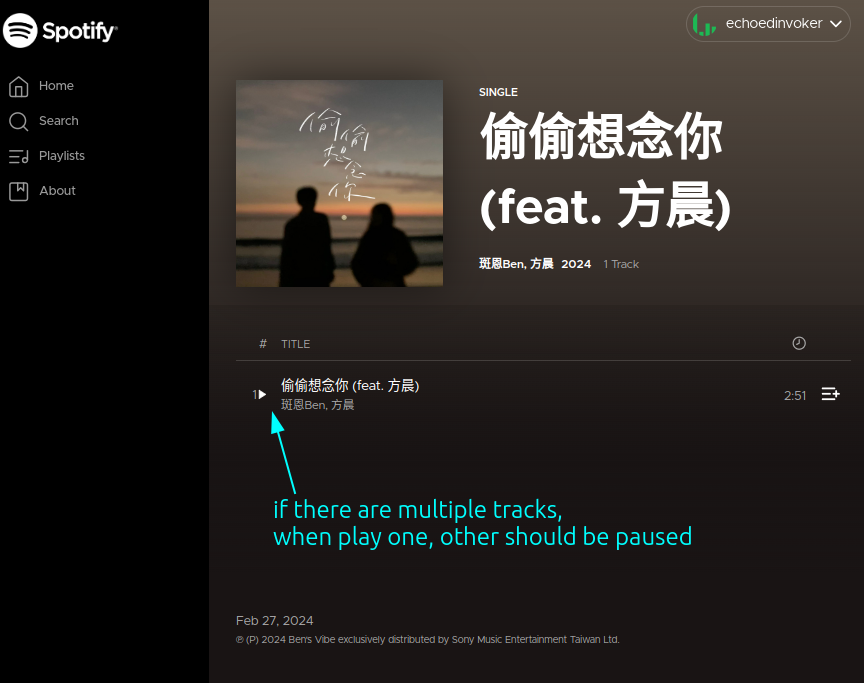 Spotify
echoedinvoker
Home
Search
Playlists
About
偷偷想念你
SINGLE
偷偷想念你
(feat. 方晨)
斑恩Ben, 方晨 2024 1 Track
# TITLE
1 偷偷想念你 (feat. 方晨) 2:51
斑恩Ben, 方晨
if there are multiple tracks,
when play one, other should be paused
Feb 27, 2024
℗ (P) 2024 Ben's Vibe exclusively distributed by Sony Music Entertainment Taiwan Ltd.